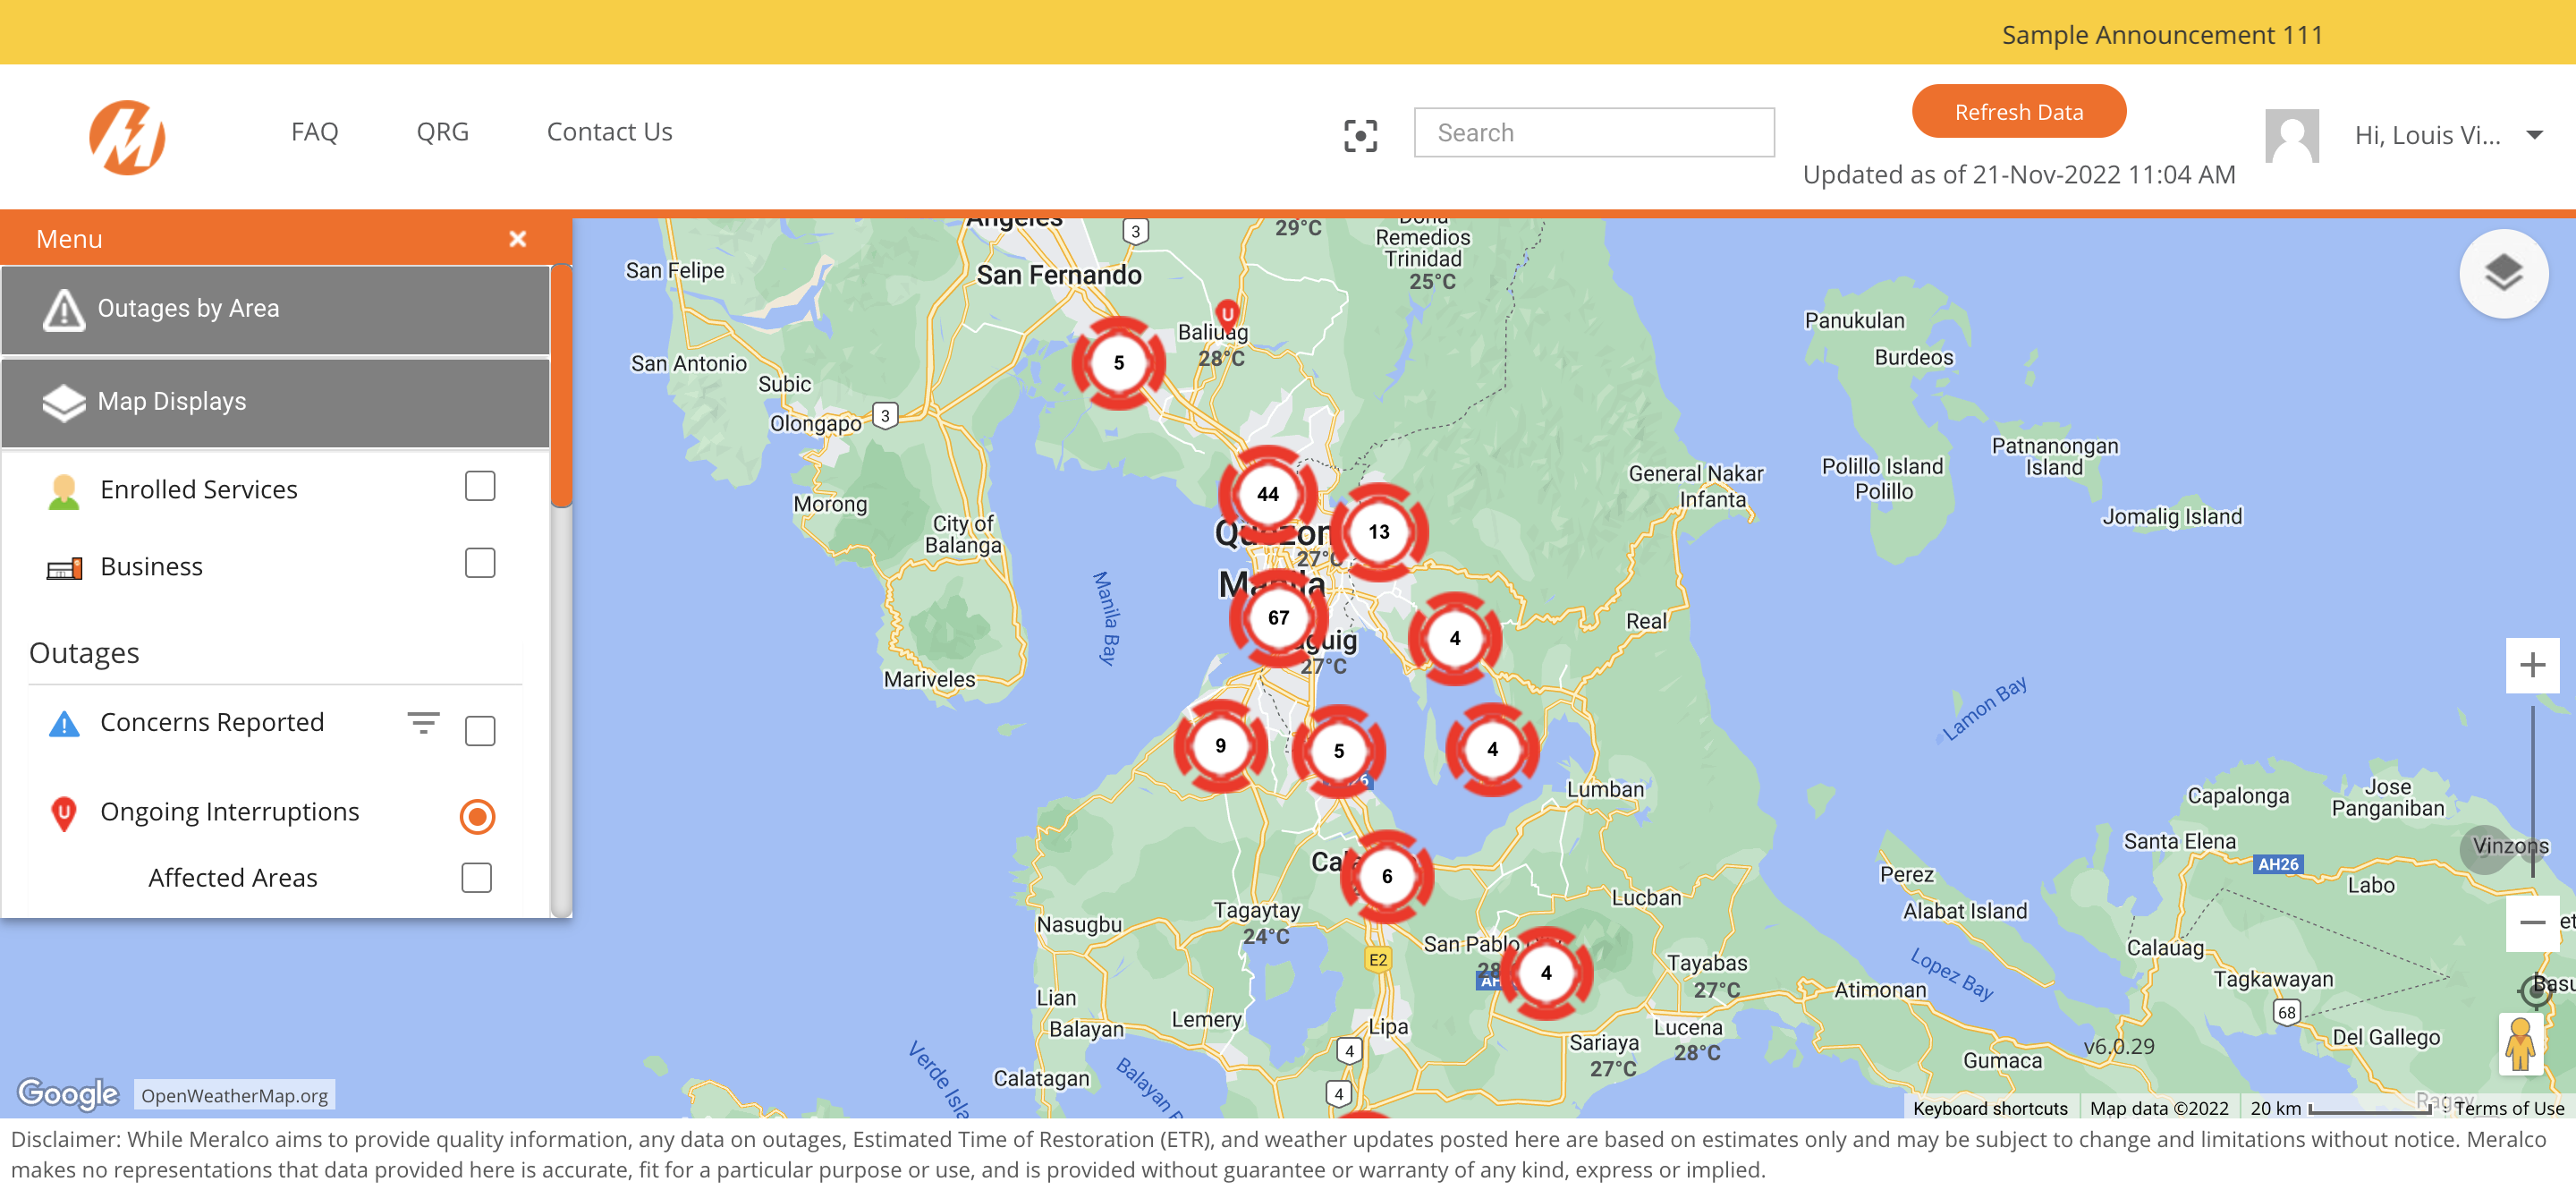 Sample Announcement 111
FAQ
QRG
Contact Us
Search
Refresh Data
Updated as of 21-Nov-2022 11:04 AM
Hi, Louis Vi...
Menu
Outages by Area
Map Displays
Enrolled Services
Business
Outages
Concerns Reported
Ongoing Interruptions
U
Affected Areas
Angeles
3
29°C
Doña
Remedios
Trinidad
25°C
San Felipe
San Fernando
U
Baliuag
28°C
5
San Antonio
Subic
Olongapo
3
Panukulan
Burdeos
Patnanongan
Island
Polillo Island
Polillo
Jomalig Island
General Nakar
Infanta
Morong
City of
Balanga
44
Quezon
13
27°C
Manila
67
Manila Bay
4
Taguig
27°C
Real
Mariveles
Lamon Bay
9
5
4
Lumban
Capalonga
Jose
Panganiban
Santa Elena
Vinzons
AH26
Labo
6
Perez
Alabat Island
Lucban
Nasugbu
Tagaytay
24°C
E2
San Pablo
28
4
Tayabas
27°C
Lopez Bay
Calauag
Tagkawayan
Atimonan
68
Del Gallego
Lian
Balayan
Lemery
Lipa
4
Sariaya
27°C
Lucena
28°C
Gumaca
v6.0.29
Calatagan
Verde Isla
Balayan
4
Ragay
Google
OpenWeatherMap.org
Keyboard shortcuts
Map data ©2022
20 km
Terms of Use
Disclaimer: While Meralco aims to provide quality information, any data on outages, Estimated Time of Restoration (ETR), and weather updates posted here are based on estimates only and may be subject to change and limitations without notice. Meralco
makes no representations that data provided here is accurate, fit for a particular purpose or use, and is provided without guarantee or warranty of any kind, express or implied.